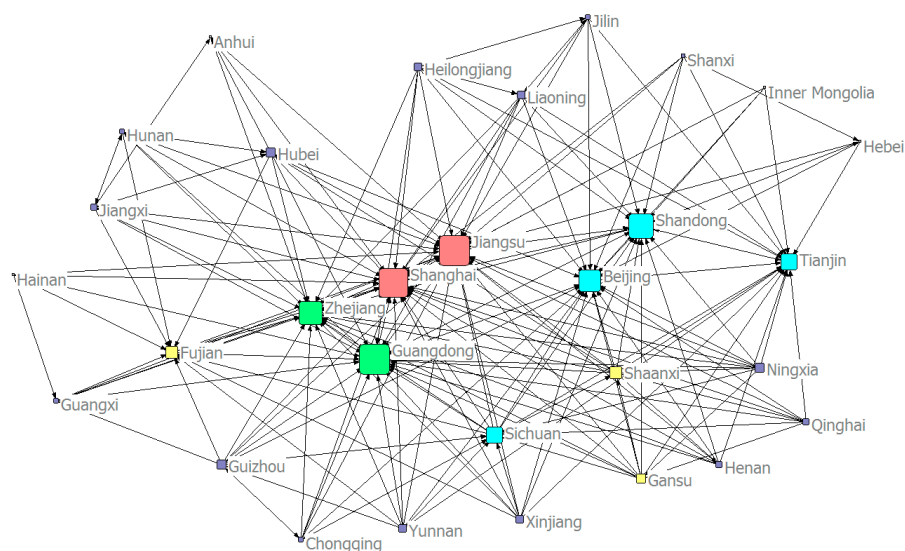 Jilin
Anhui
Shanxi
Heilongjiang
Inner Mongolia
Liaoning
Hunan
Hebei
Hubei
Jiangxi
Shandong
Jiangsu
Tianjin
Hainan
Shanghai
Beijing
Zhejiang
Guangdong
Fujian
Shaanxi
Ningxia
Guangxi
Qinghai
Sichuan
Guizhou
Henan
Gansu
Xinjiang
Yunnan
Chongqing